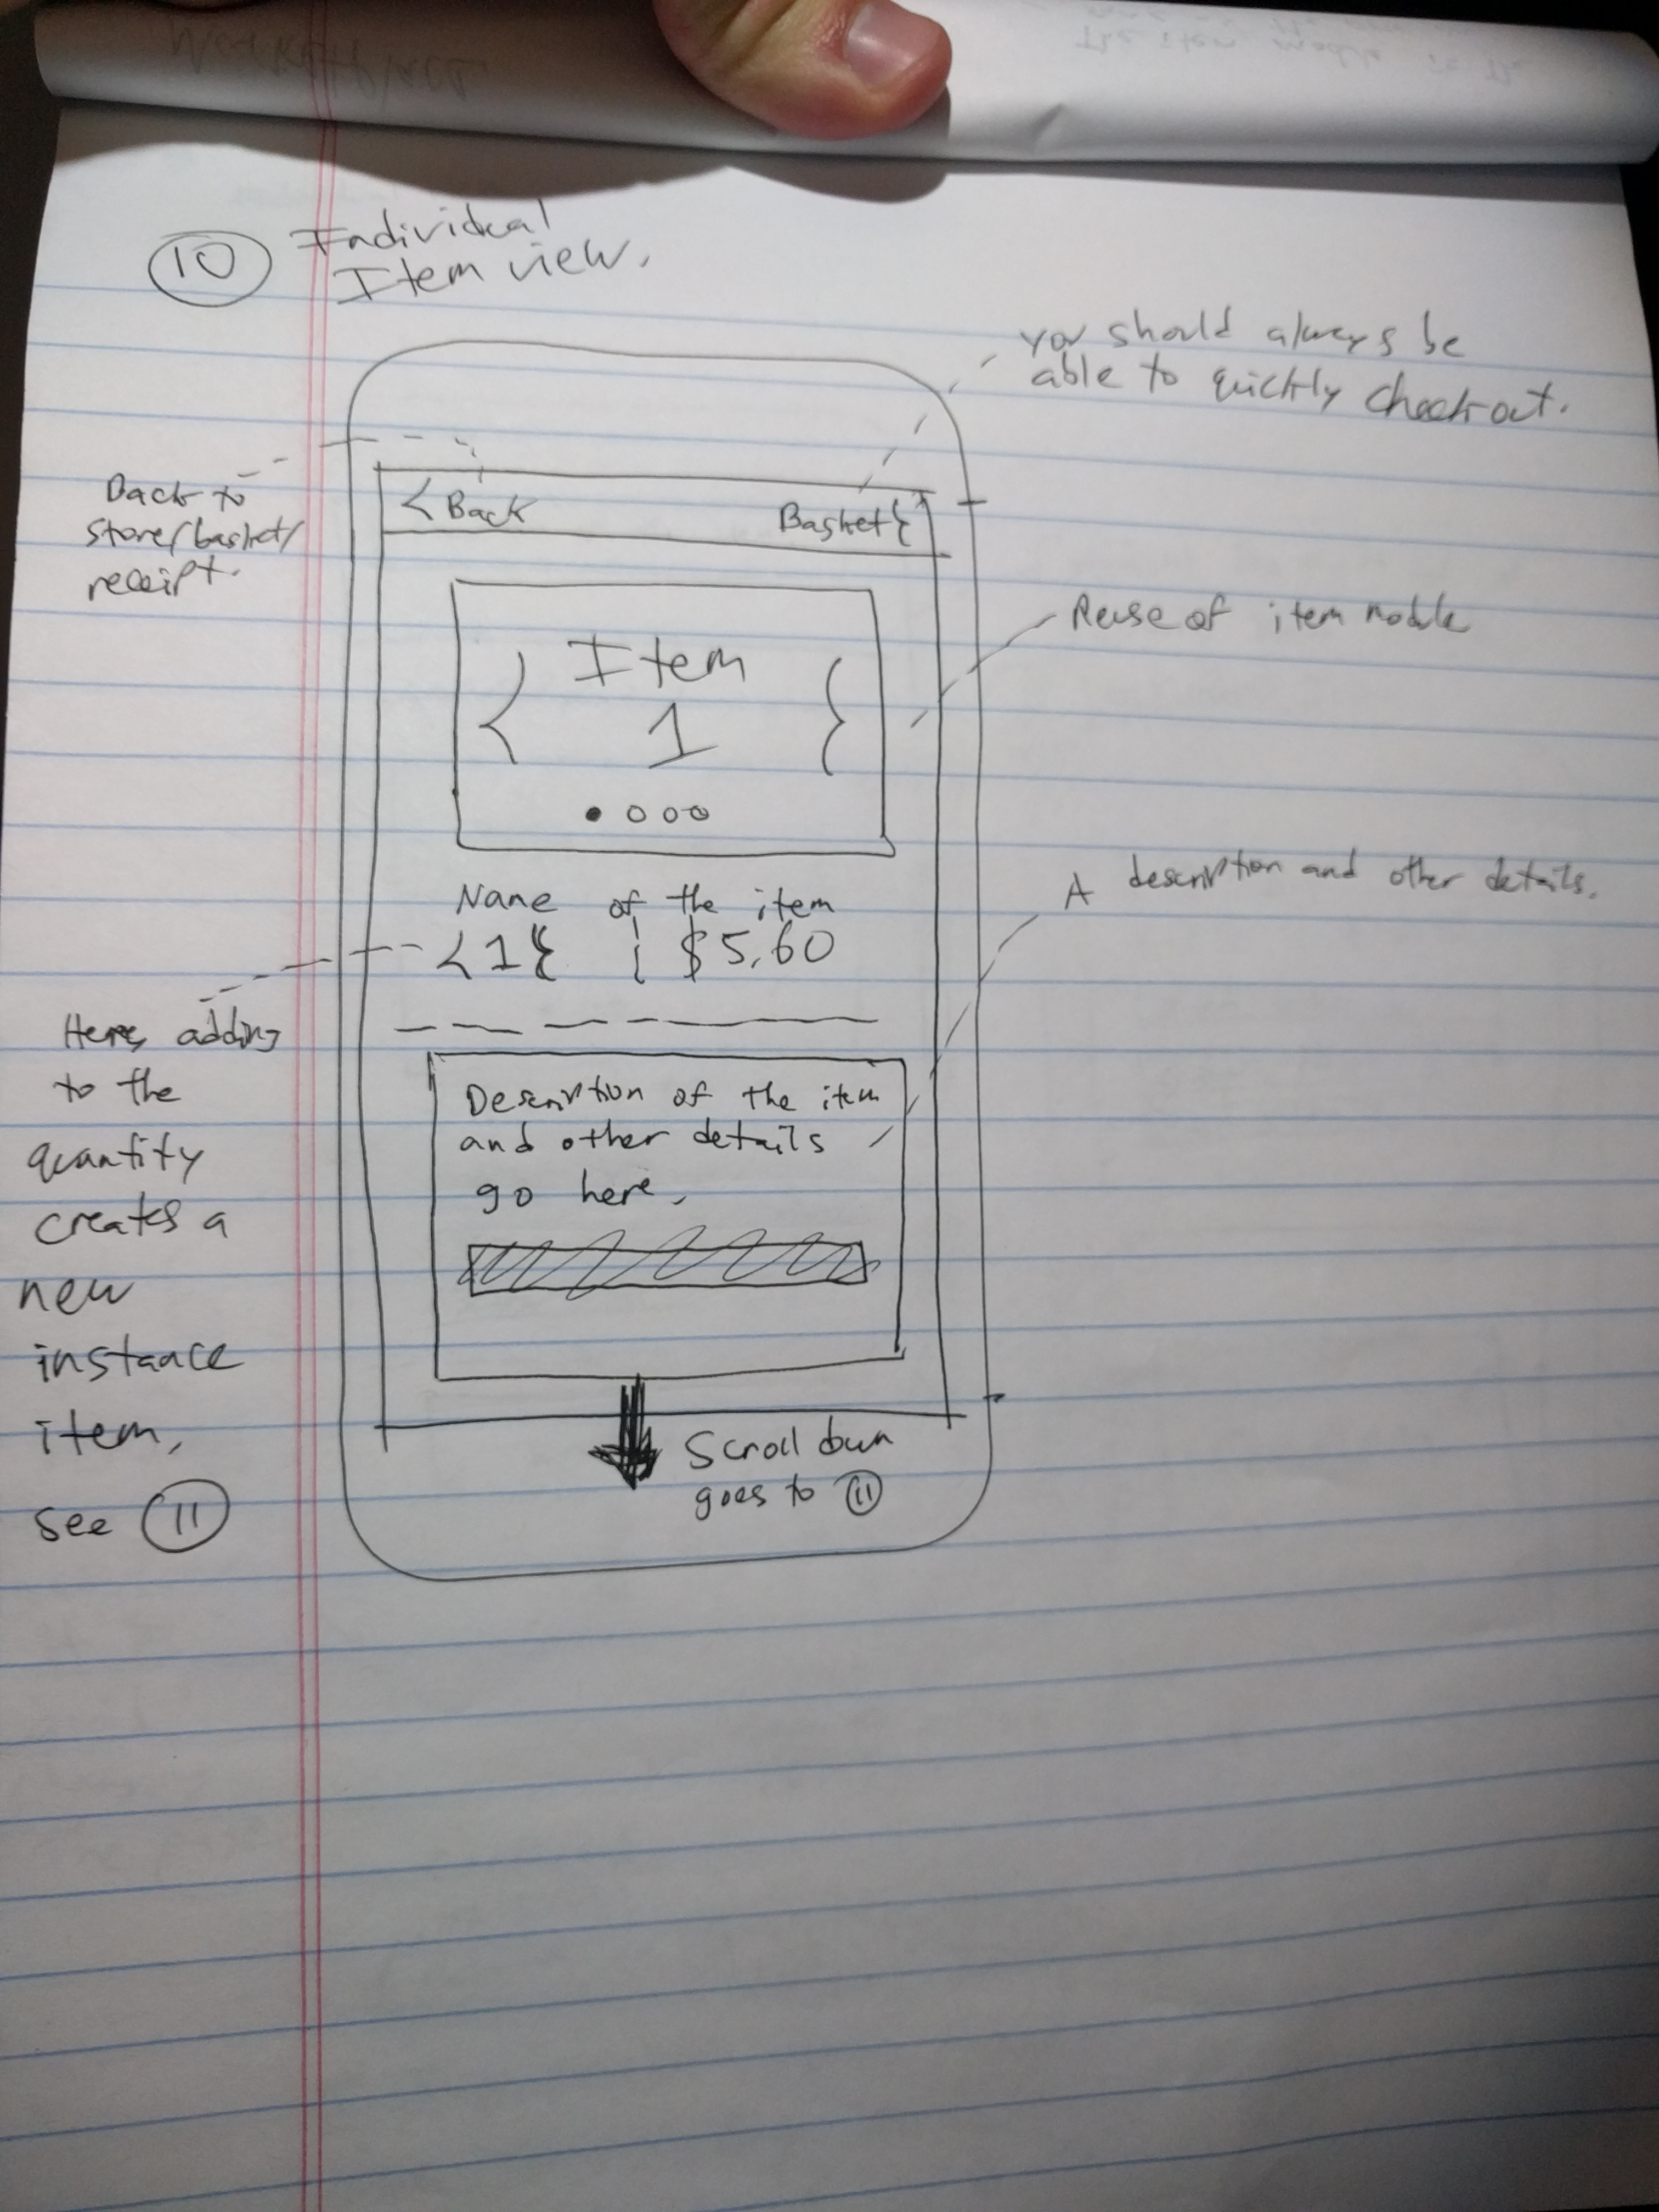 10 Individual
Item view.
You should always be
able to quickly checkout.
Back to
store/basket/
receipt.
< Back
Basket }
Reuse of item module
Item
< 1 }
A description and other details.
Name of the item
<1} | $5.60
Here, adding
to the
quantity
creates a
new
instance
item,
see 11
Description of the item
and other details
go here.
Scroll down
goes to 11